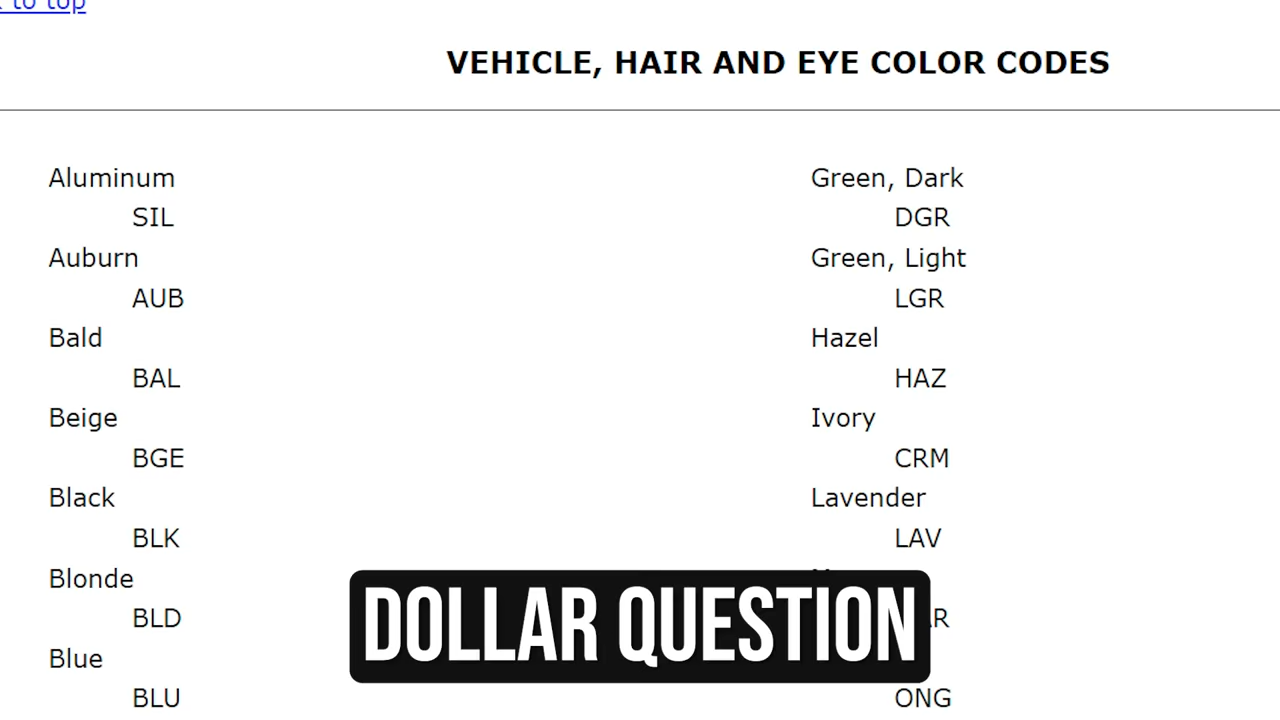 to top
VEHICLE, HAIR AND EYE COLOR CODES
Aluminum
SIL
Auburn
AUB
Bald
BAL
Beige
BGE
Black
BLK
Blonde
BLD
Blue
BLU
Green, Dark
DGR
Green, Light
LGR
Hazel
HAZ
Ivory
CRM
Lavender
LAV
ONG
DOLLAR QUESTION